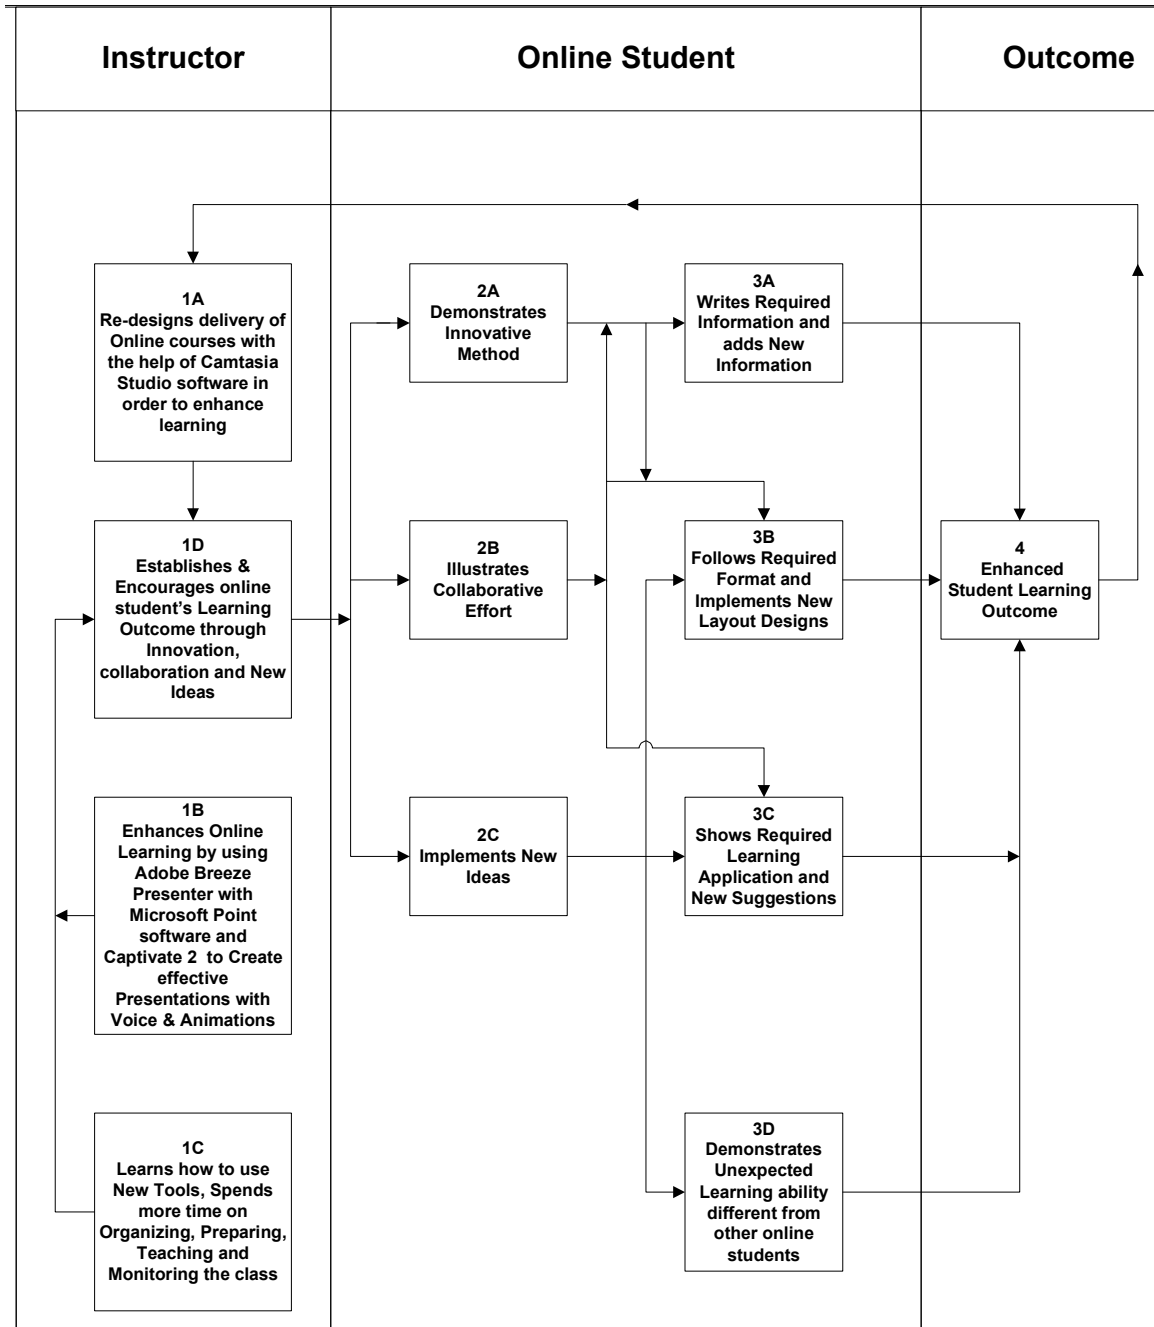 Instructor
Online Student
Outcome
1A
Re-designs delivery of
Online courses with
the help of Camtasia
Studio software in
order to enhance
learning
2A
Demonstrates
Innovative
Method
3A
Writes Required
Information and
adds New
Information
1D
Establishes &
Encourages online
student's Learning
Outcome through
Innovation,
collaboration and New
Ideas
2B
Illustrates
Collaborative
Effort
3B
Follows Required
Format and
Implements New
Layout Designs
4
Enhanced
Student Learning
Outcome
1B
Enhances Online
Learning by using
Adobe Breeze
Presenter with
Microsoft Point
software and
Captivate 2 to Create
effective
Presentations with
Voice & Animations
2C
Implements New
Ideas
3C
Shows Required
Learning
Application and
New Suggestions
1C
Learns how to use
New Tools, Spends
more time on
Organizing, Preparing,
Teaching and
Monitoring the class
3D
Demonstrates
Unexpected
Learning ability
different from
other online
students